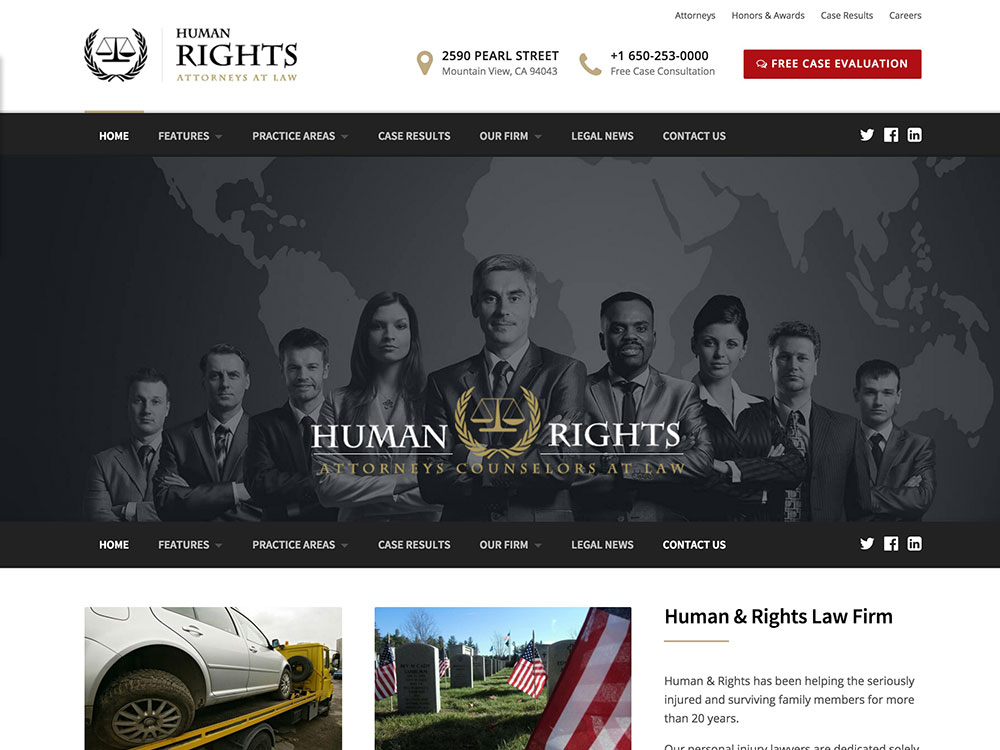 Attorneys Honors & Awards Case Results Careers
HUMAN
RIGHTS
ATTORNEYS AT LAW
2590 PEARL STREET
Mountain View, CA 94043
+1 650-253-0000
Free Case Consultation
FREE CASE EVALUATION
HOME FEATURES PRACTICE AREAS CASE RESULTS OUR FIRM LEGAL NEWS CONTACT US
HUMAN RIGHTS
ATTORNEYS COUNSELORS AT LAW
HOME FEATURES PRACTICE AREAS CASE RESULTS OUR FIRM LEGAL NEWS CONTACT US
Human & Rights Law Firm
Human & Rights has been helping the seriously
injured and surviving family members for more
than 20 years.
Our personal injury lawyers are dedicated solely